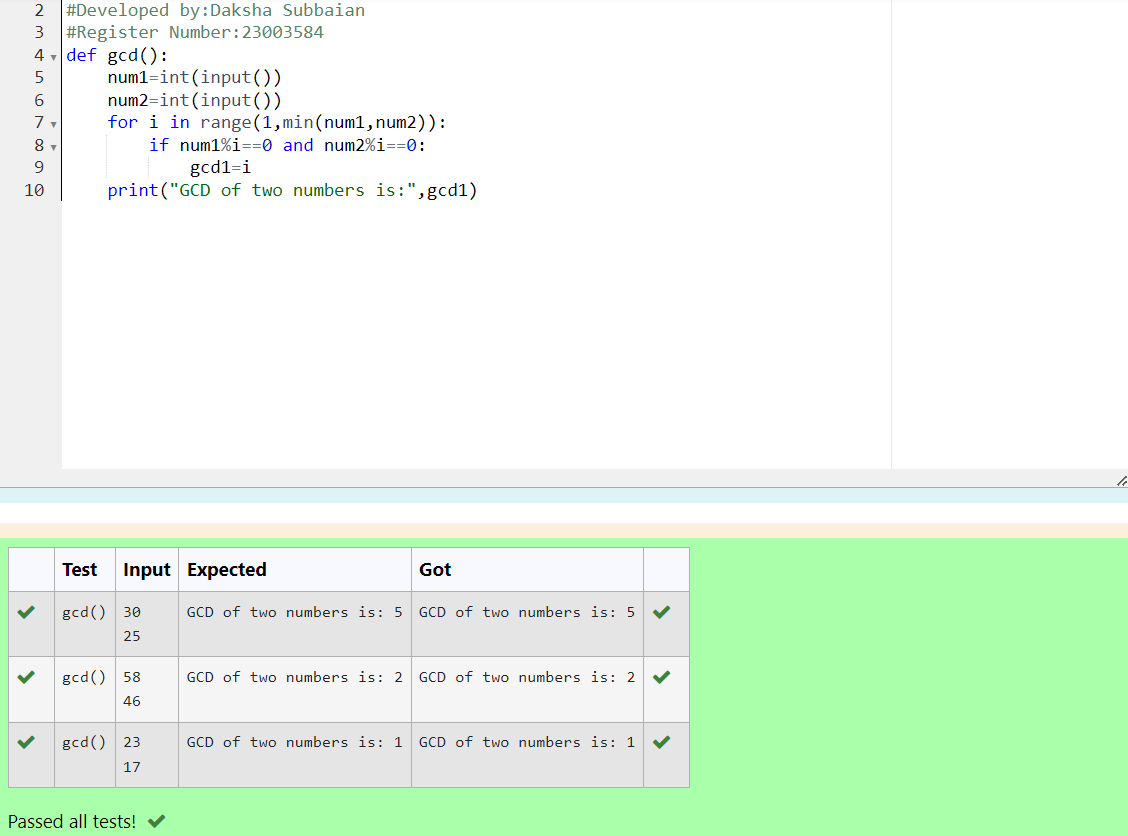 2 #Developed by:Daksha Subbaian
3 #Register Number:23003584
4 def gcd():
5     num1=int(input())
6     num2=int(input())
7     for i in range(1,min(num1,num2)):
8         if num1%i==0 and num2%i==0:
9             gcd1=i
10     print("GCD of two numbers is:",gcd1)
Test Input Expected Got
gcd() 30 GCD of two numbers is: 5 GCD of two numbers is: 5
25
gcd() 58 GCD of two numbers is: 2 GCD of two numbers is: 2
46
gcd() 23 GCD of two numbers is: 1 GCD of two numbers is: 1
17
Passed all tests!